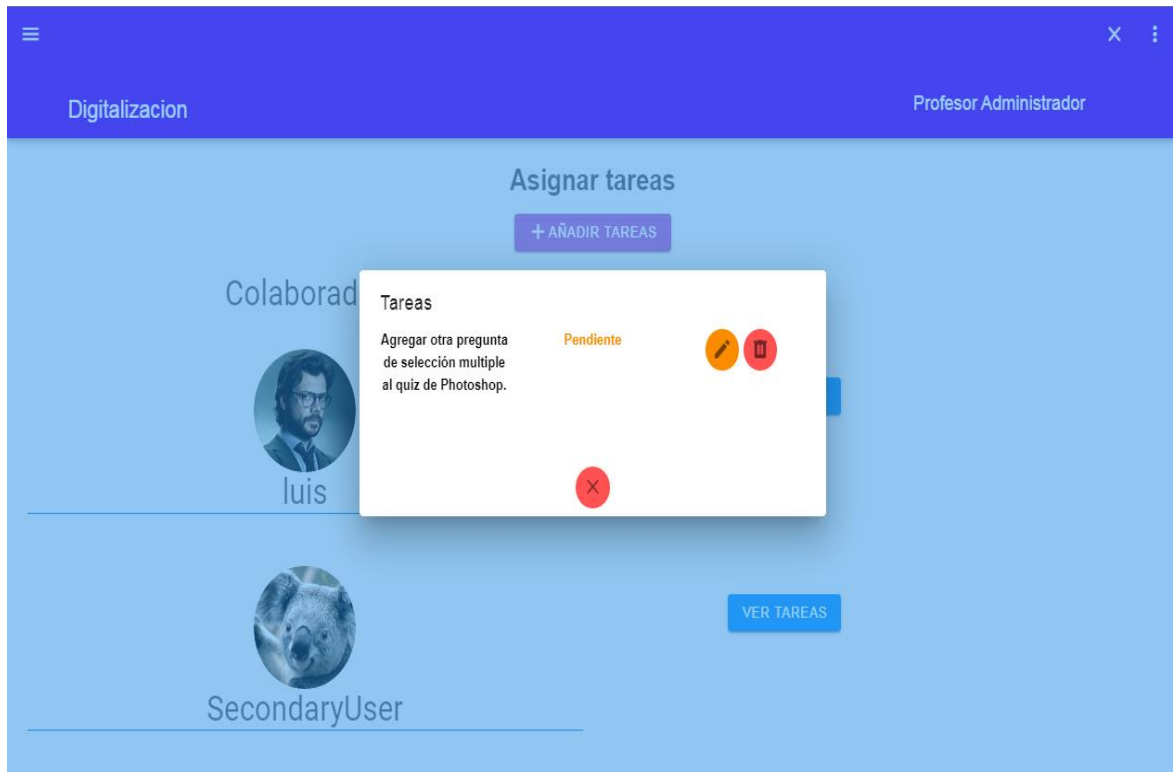 Digitalizacion
Profesor Administrador
Asignar tareas
+ AÑADIR TAREAS
Colaborad
Tareas
Agregar otra pregunta
de selección multiple
al quiz de Photoshop.
Pendiente
luis
VER TAREAS
SecondaryUser